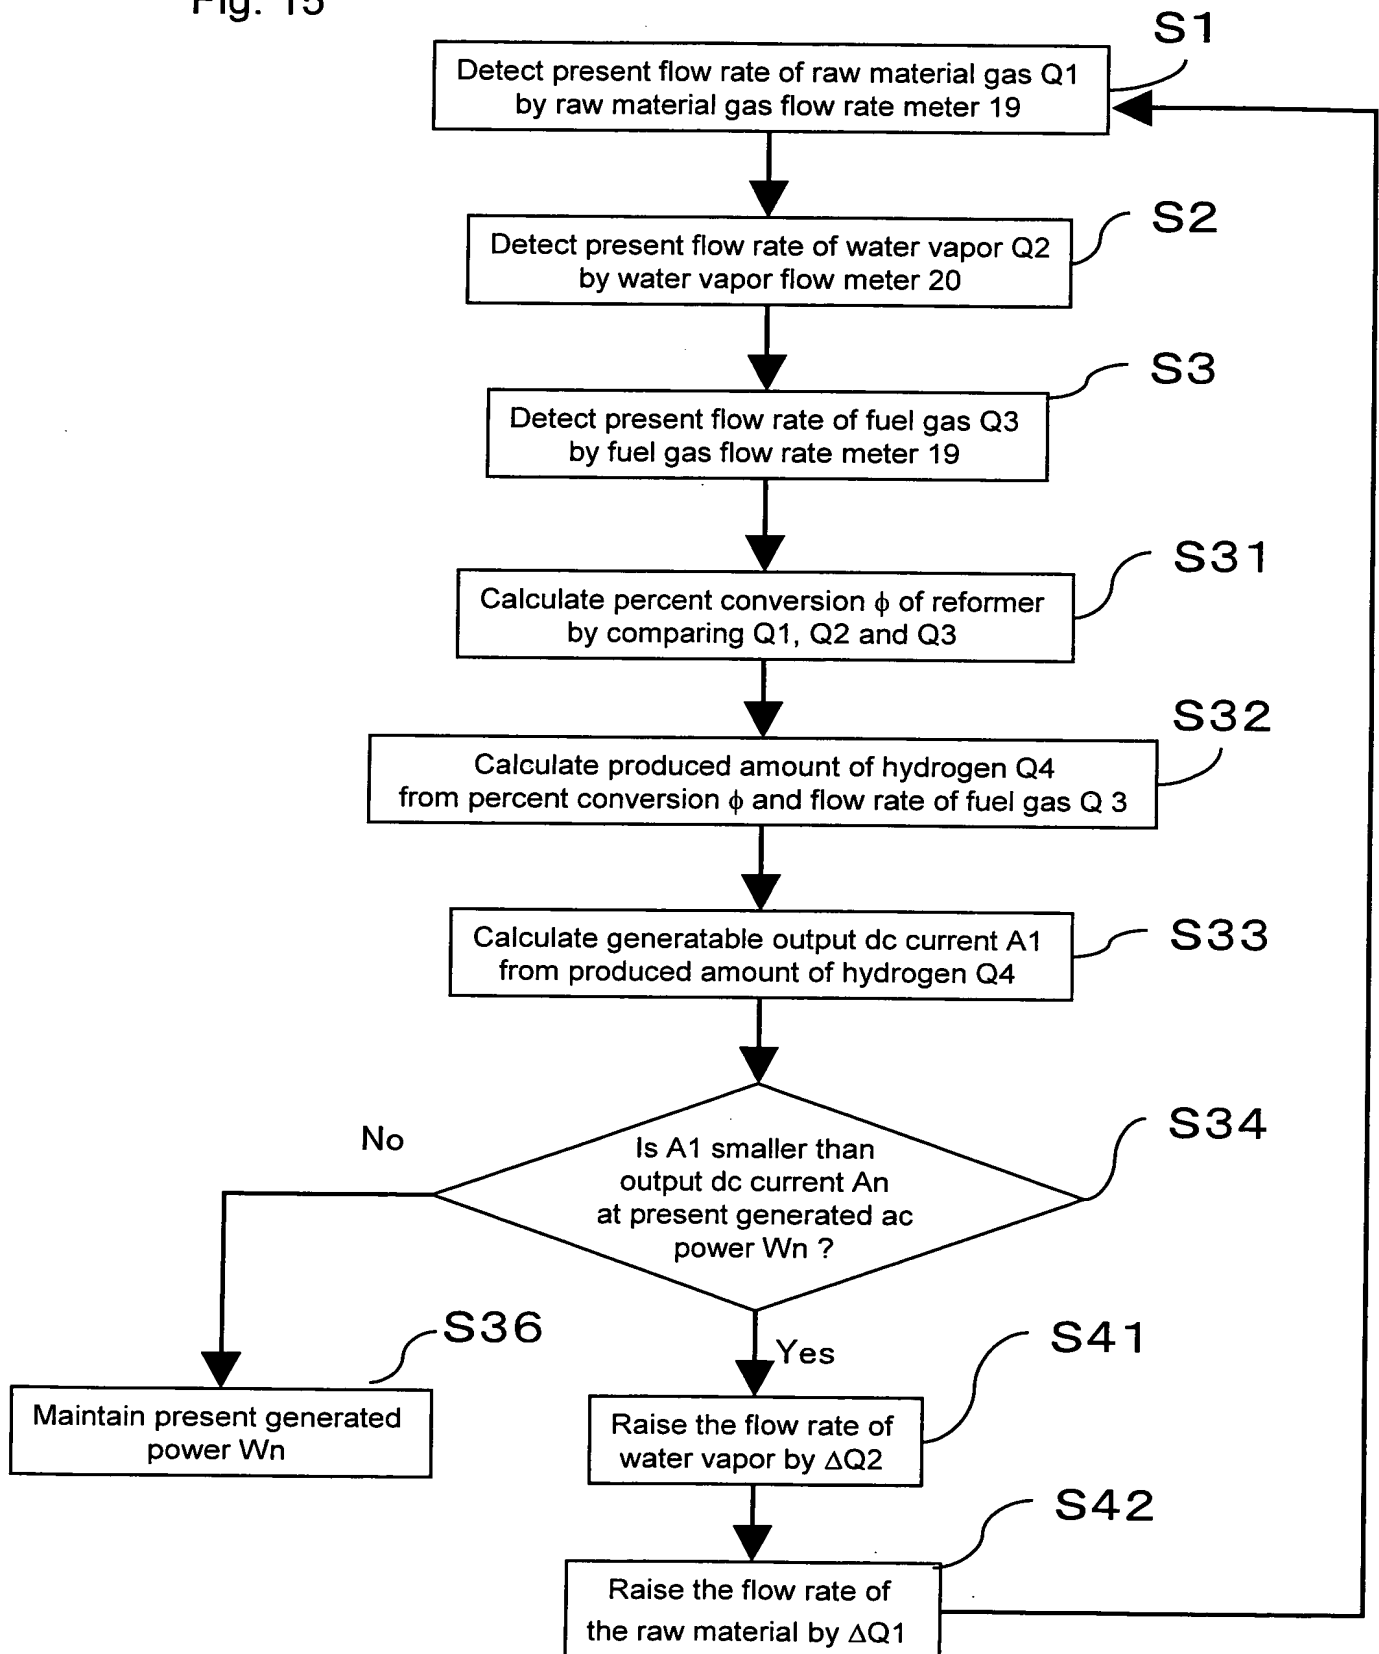 Fig. 15
S1
Detect present flow rate of raw material gas Q1
by raw material gas flow rate meter 19
S2
Detect present flow rate of water vapor Q2
by water vapor flow meter 20
S3
Detect present flow rate of fuel gas Q3
by fuel gas flow rate meter 19
S31
Calculate percent conversion ϕ of reformer
by comparing Q1, Q2 and Q3
S32
Calculate produced amount of hydrogen Q4
from percent conversion ϕ and flow rate of fuel gas Q 3
S33
Calculate generatable output dc current A1
from produced amount of hydrogen Q4
S34
No
Is A1 smaller than
output dc current An
at present generated ac
power Wn ?
S36
Maintain present generated
power Wn
Yes
S41
Raise the flow rate of
water vapor by ΔQ2
S42
Raise the flow rate of
the raw material by ΔQ1